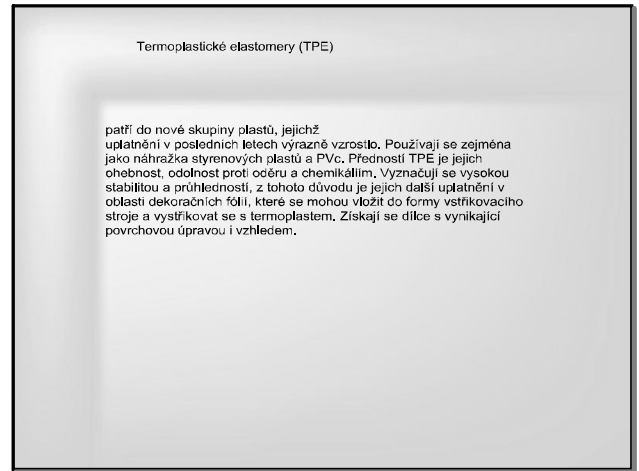 Termoplastické elastomery (TPE)
patří do nové skupiny plastů, jejichž
uplatnění v posledních letech výrazně vzrostlo. Používají se zejména
jako náhražka styrenových plastů a PVc. Předností TPE je jejich
ohebnost, odolnost proti oděru a chemikáliím. Vyznačují se vysokou
stabilitou a průhledností, z tohoto důvodu je jejich další uplatnění v
oblasti dekoračních fólií, které se mohou vložit do formy vstřikovacího
stroje a vystřikovat se s termoplastem. Získají se dílce s vynikající
povrchovou úpravou i vzhledem.